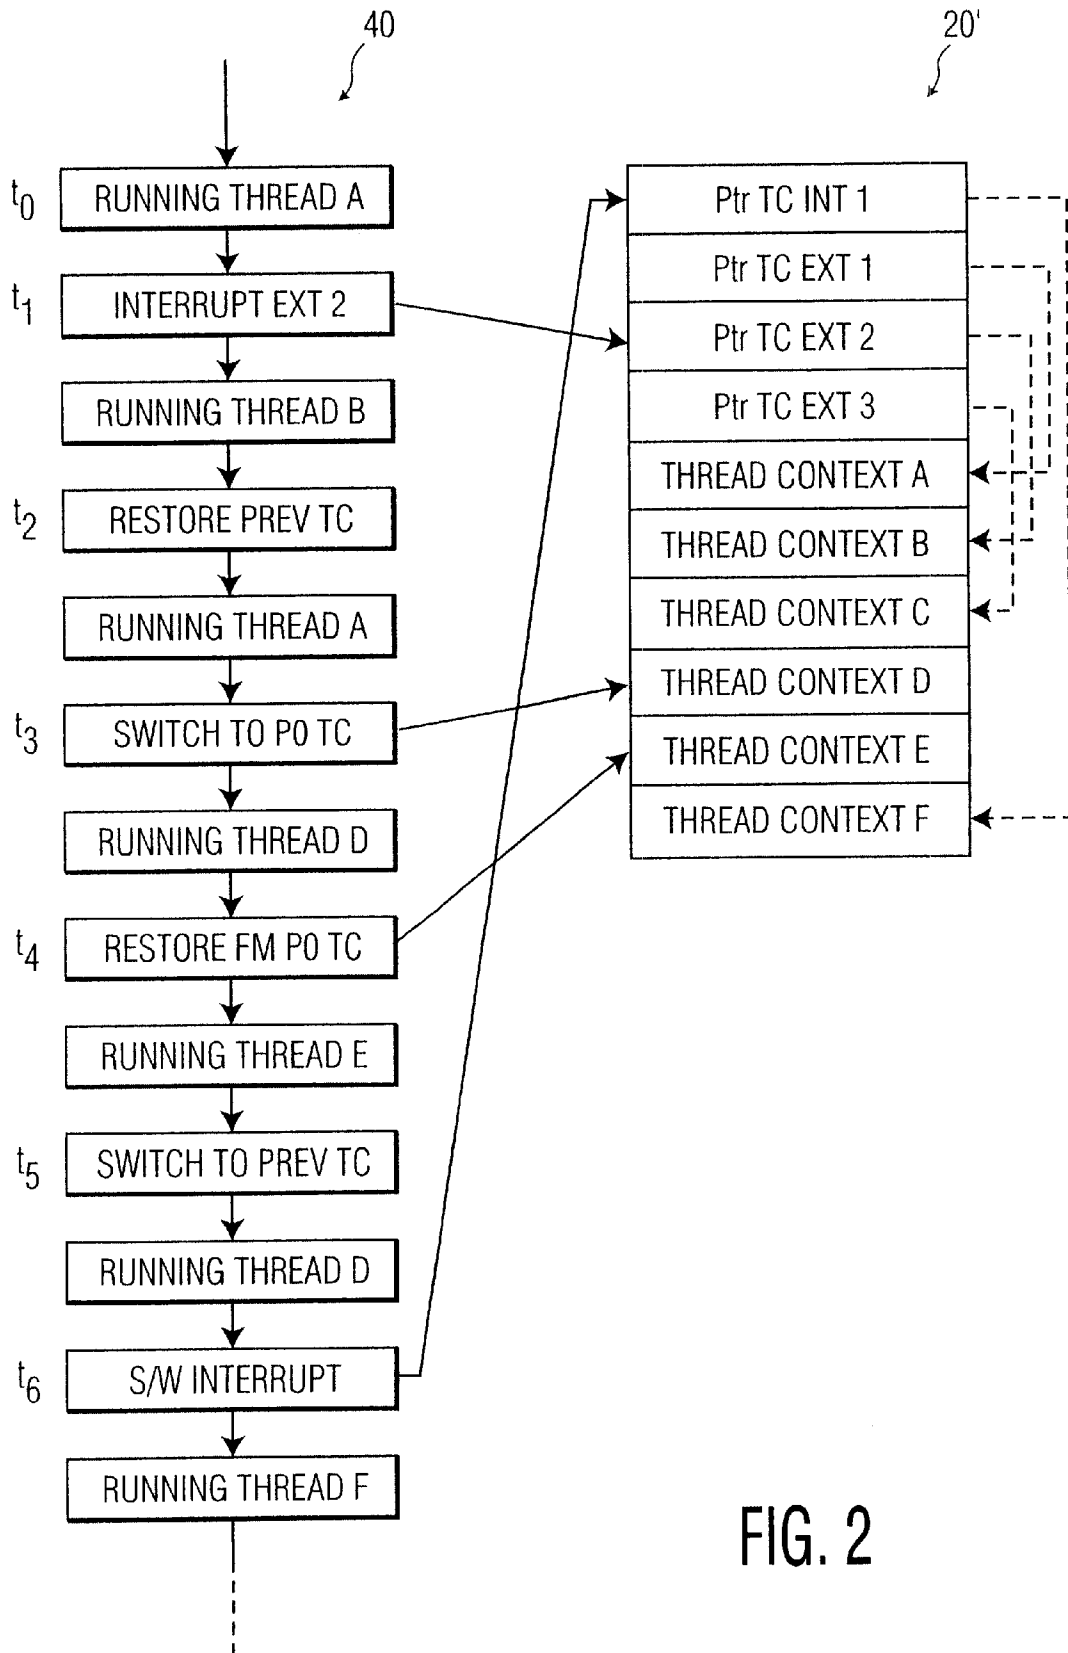 40
20'
t0 RUNNING THREAD A
t1 INTERRUPT EXT 2
RUNNING THREAD B
t2 RESTORE PREV TC
RUNNING THREAD A
t3 SWITCH TO P0 TC
RUNNING THREAD D
t4 RESTORE FM P0 TC
RUNNING THREAD E
t5 SWITCH TO PREV TC
RUNNING THREAD D
t6 S/W INTERRUPT
RUNNING THREAD F
Ptr TC INT 1
Ptr TC EXT 1
Ptr TC EXT 2
Ptr TC EXT 3
THREAD CONTEXT A
THREAD CONTEXT B
THREAD CONTEXT C
THREAD CONTEXT D
THREAD CONTEXT E
THREAD CONTEXT F
FIG. 2